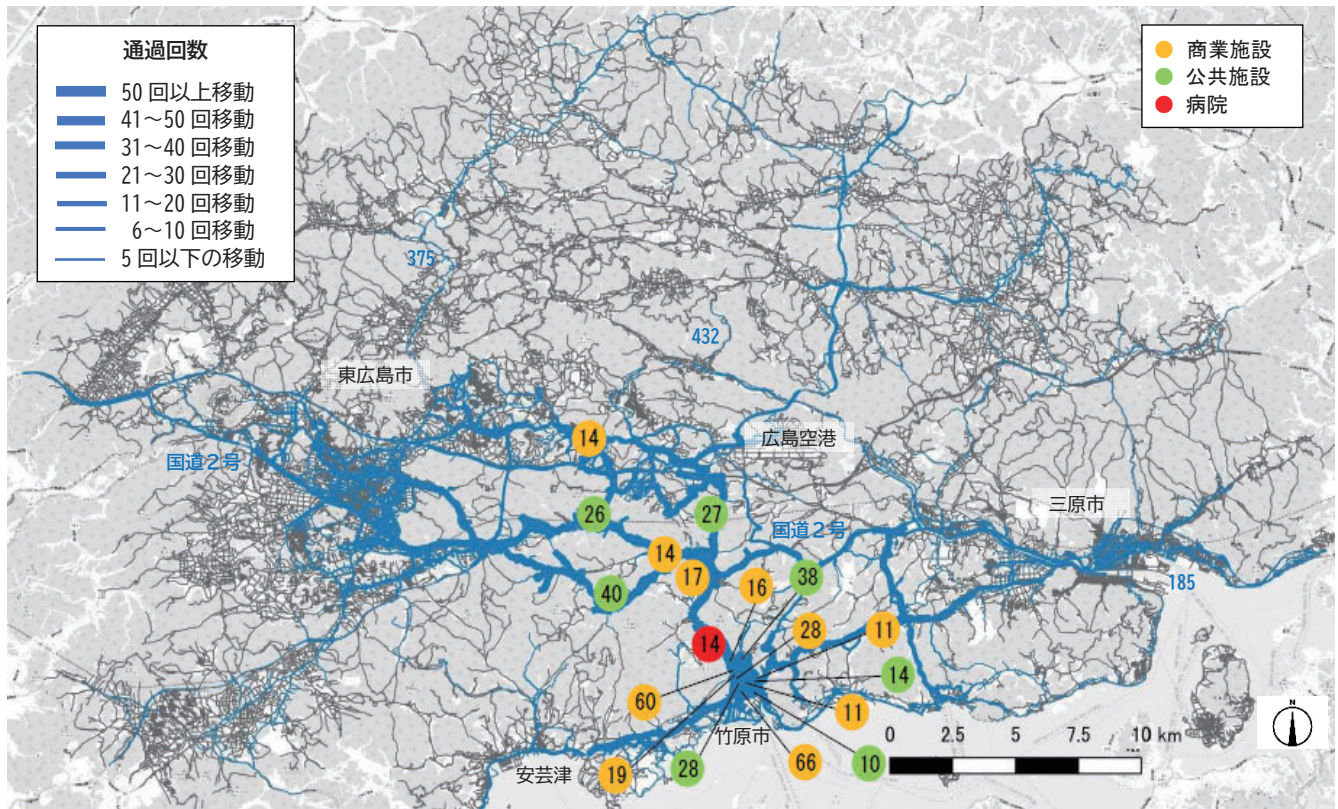 通過回数
50 回以上移動
41～50 回移動
31～40 回移動
21～30 回移動
11～20 回移動
6～10 回移動
5 回以下の移動
商業施設
公共施設
病院
375
432
東広島市
14
広島空港
国道２号
三原市
26
27
国道２号
14
17
16
38
185
40
28
11
14
14
60
11
竹原市
N
0 2.5 5 7.5 10 km
安芸津
19
28
66
10